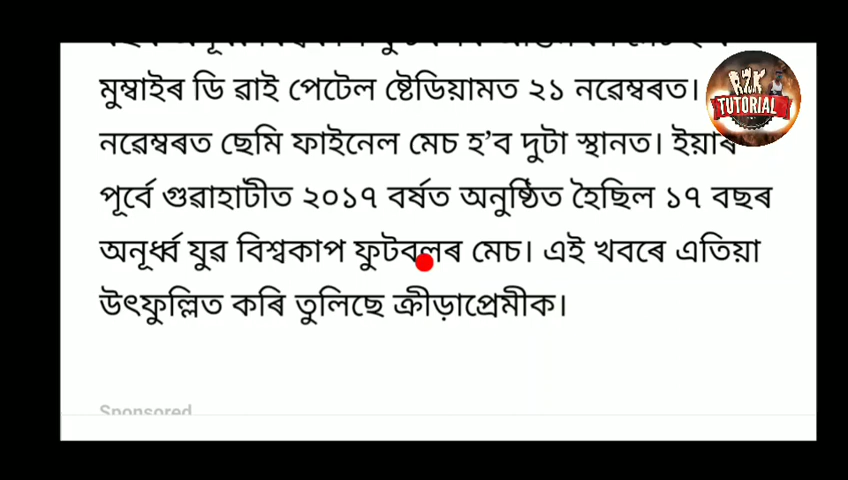 মুম্বাইৰ ডি ৱাই পেটেল ষ্টেডিয়ামত ২১ নৱেম্বৰত।
নৱেম্বৰত ছেমি ফাইনেল মেচ হ’ব দুটা স্থানত। ইয়াৰ
পূৰ্বে গুৱাহাটীত ২০১৭ বৰ্ষত অনুষ্ঠিত হৈছিল ১৭ বছৰ
অনূৰ্ধ্ব যুৱ বিশ্বকাপ ফুটবলৰ মেচ। এই খবৰে এতিয়া
উৎফুল্লিত কৰি তুলিছে ক্ৰীড়াপ্ৰেমীক।
Sponsored
RZK
TUTORIAL